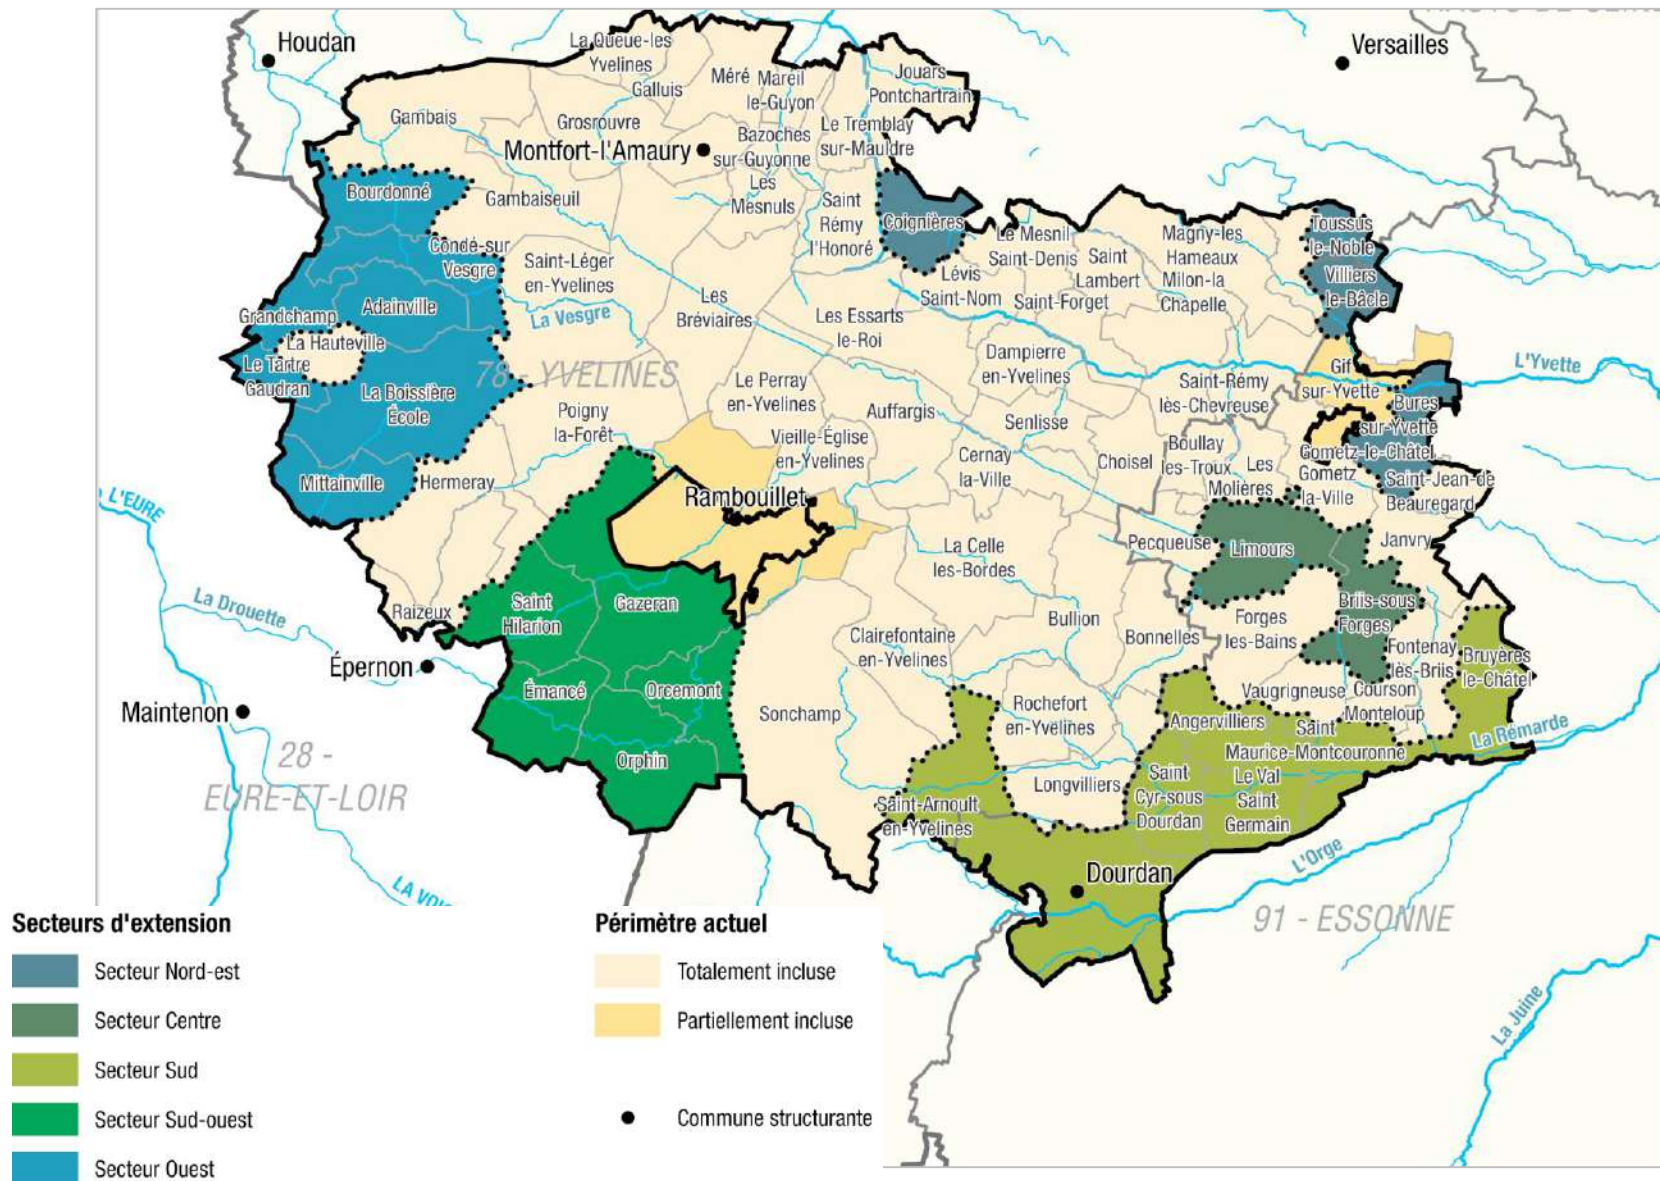 HAUTS-DE-SEINE
Houdan
Versailles
La Queue-les
Yvelines
Galluis
Méré
Mareil
le-Guyon
Jouars
Pontchartrain
Gambais
Grosrouvre
Bazoches
sur-Guyonne
Le Tremblay
sur-Mauldre
Montfort-l'Amaury
Les
Mesnuls
Bourdonné
Gambaiseuil
Saint
Rémy
l'Honoré
Coignières
Le Mesnil
Saint-Denis
Magny-les
Hameaux
Toussus
le-Noble
Condé-sur
Vesgre
Saint-Léger
en-Yvelines
Lévis
Saint-Nom
Saint
Lambert
Milon-la
Chapelle
Villiers
le-Bâcle
Saint-Forget
Adainville
Grandchamp
La Vesgre
Les
Bréviaires
Les Essarts
le-Roi
La Hauteville
Le Tartre
Gaudran
78 - YVELINES
Dampierre
en-Yvelines
Gif
sur-Yvette
L'Yvette
La Boissière
École
Le Perray
en-Yvelines
Saint-Rémy
lès-Chevreuse
Bures
sur-Yvette
Poigny
la-Forêt
Auffargis
Senlisse
Vieille-Église
en-Yvelines
Boullay
les-Troux
Gometz-le-Châtel
Cernay
la-Ville
Choisel
Les
Molières
Gometz
la-Ville
Saint-Jean-de
Beauregard
Mittainville
Hermeray
Rambouillet
L'EURE
Pecqueuse
Limours
Janvry
La Celle
les-Bordes
La Drouette
Raizeux
Saint
Hilarion
Gazeran
Bullion
Bonnelles
Forges
les-Bains
Briis-sous
Forges
Clairefontaine
en-Yvelines
Fontenay
lès-Briis
Bruyères
le-Châtel
Épernon
Émancé
Orcemont
Vaugrigneuse
Courson
Monteloup
Maintenon
Sonchamp
Rochefort
en-Yvelines
Angervilliers
Saint
Maurice-Montcouronne
La Rémarde
28 -
EURE-ET-LOIR
Orphin
Longvilliers
Saint
Cyr-sous
Dourdan
Le Val
Saint
Germain
Saint-Arnoult
en-Yvelines
Dourdan
L'Orge
LA VOI
91 - ESSONNE
La Juine
Secteurs d'extension
Secteur Nord-est
Secteur Centre
Secteur Sud
Secteur Sud-ouest
Secteur Ouest
Périmètre actuel
Totalement incluse
Partiellement incluse
Commune structurante